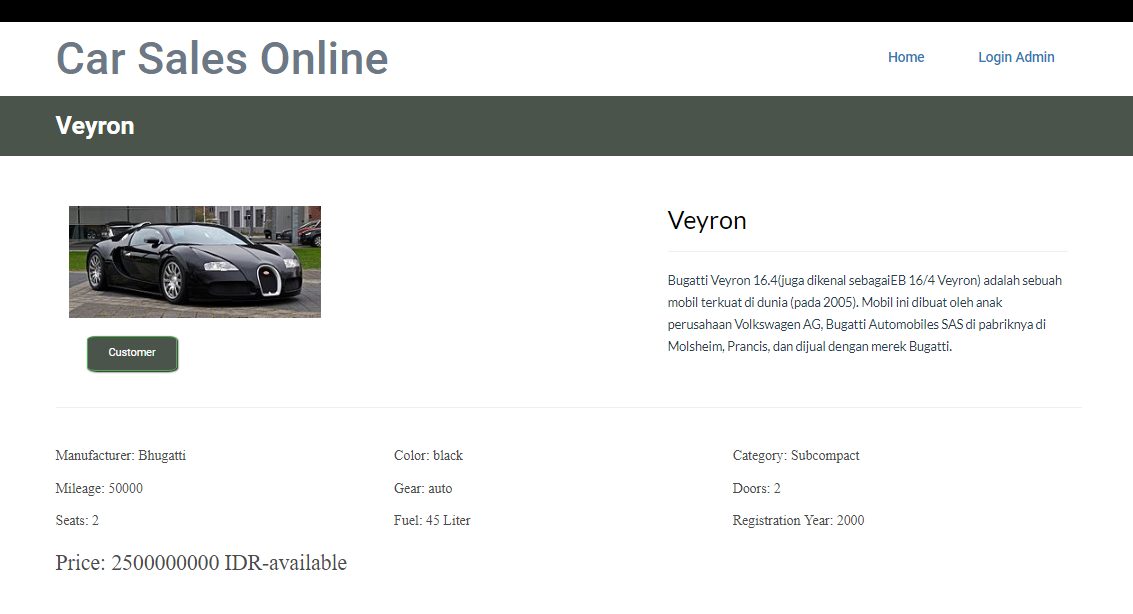 Car Sales Online
Home
Login Admin
Veyron
Veyron
Bugatti Veyron 16.4(juga dikenal sebagaiEB 16/4 Veyron) adalah sebuah
mobil terkuat di dunia (pada 2005). Mobil ini dibuat oleh anak
perusahaan Volkswagen AG, Bugatti Automobiles SAS di pabriknya di
Molsheim, Prancis, dan dijual dengan merek Bugatti.
Customer
Manufacturer: Bhugatti
Color: black
Category: Subcompact
Mileage: 50000
Gear: auto
Doors: 2
Seats: 2
Fuel: 45 Liter
Registration Year: 2000
Price: 2500000000 IDR-available